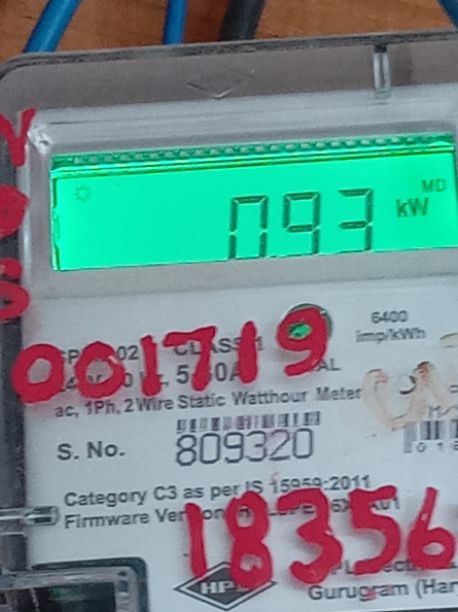 MD
0.93 kW
6400
imp/kWh
001719
ac, 1Ph, 2 Wire Static Watthour Meter
S. No. 809320
Category C3 as per IS 15959:2011
Firmware
18356
HPL
Gurugram (Har